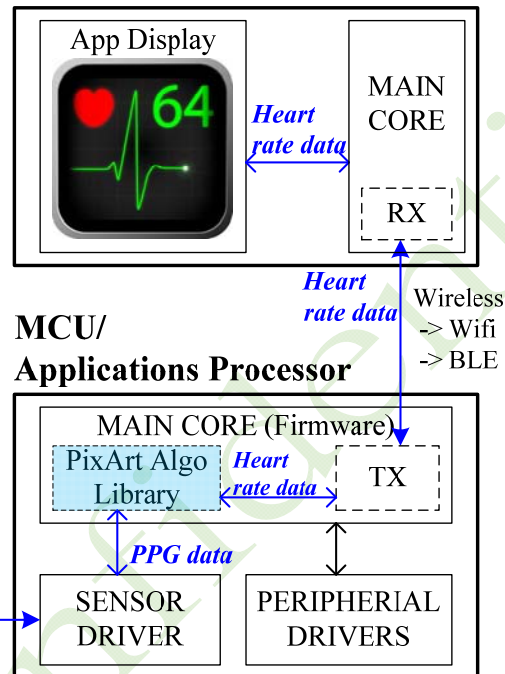 App Display
64
Heart
rate data
MAIN
CORE
RX
Heart
rate data
Wireless
-> Wifi
-> BLE
MCU/
Applications Processor
MAIN CORE (Firmware)
PixArt Algo
Library
Heart
rate data
TX
PPG data
SENSOR
DRIVER
PERIPHERIAL
DRIVERS